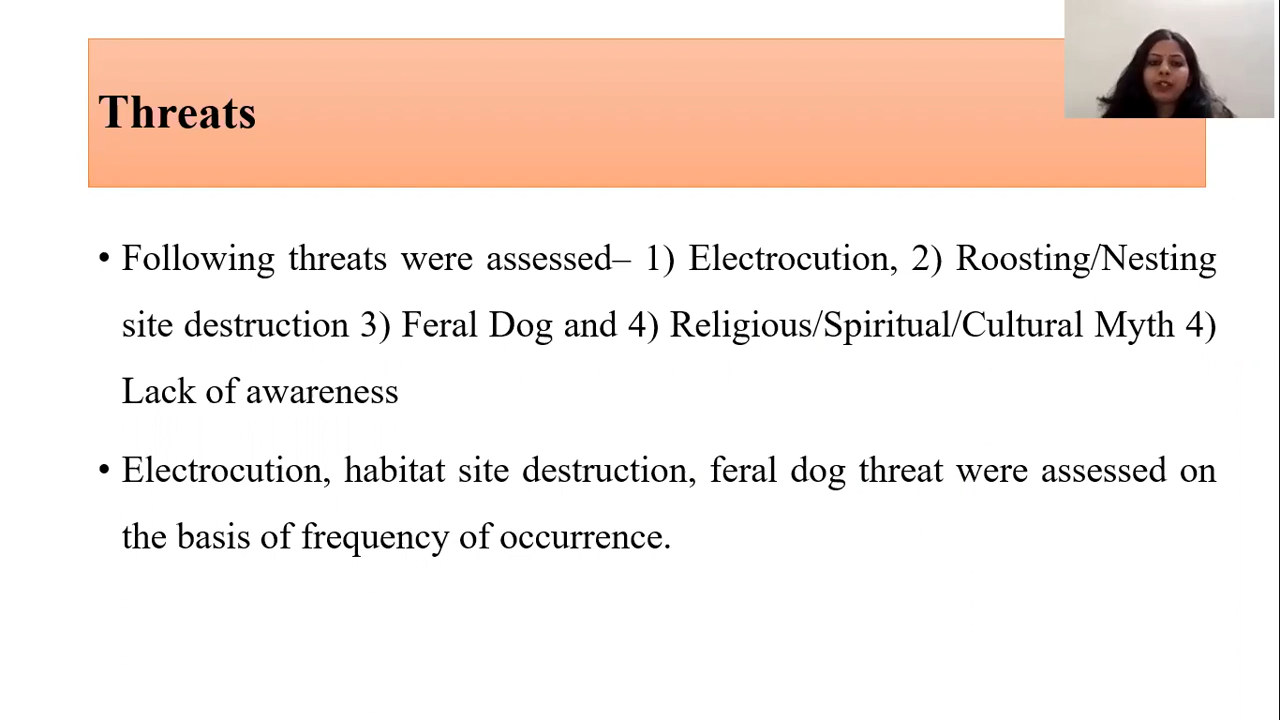 Threats
• Following threats were assessed– 1) Electrocution, 2) Roosting/Nesting
site destruction 3) Feral Dog and 4) Religious/Spiritual/Cultural Myth 4)
Lack of awareness
• Electrocution, habitat site destruction, feral dog threat were assessed on
the basis of frequency of occurrence.